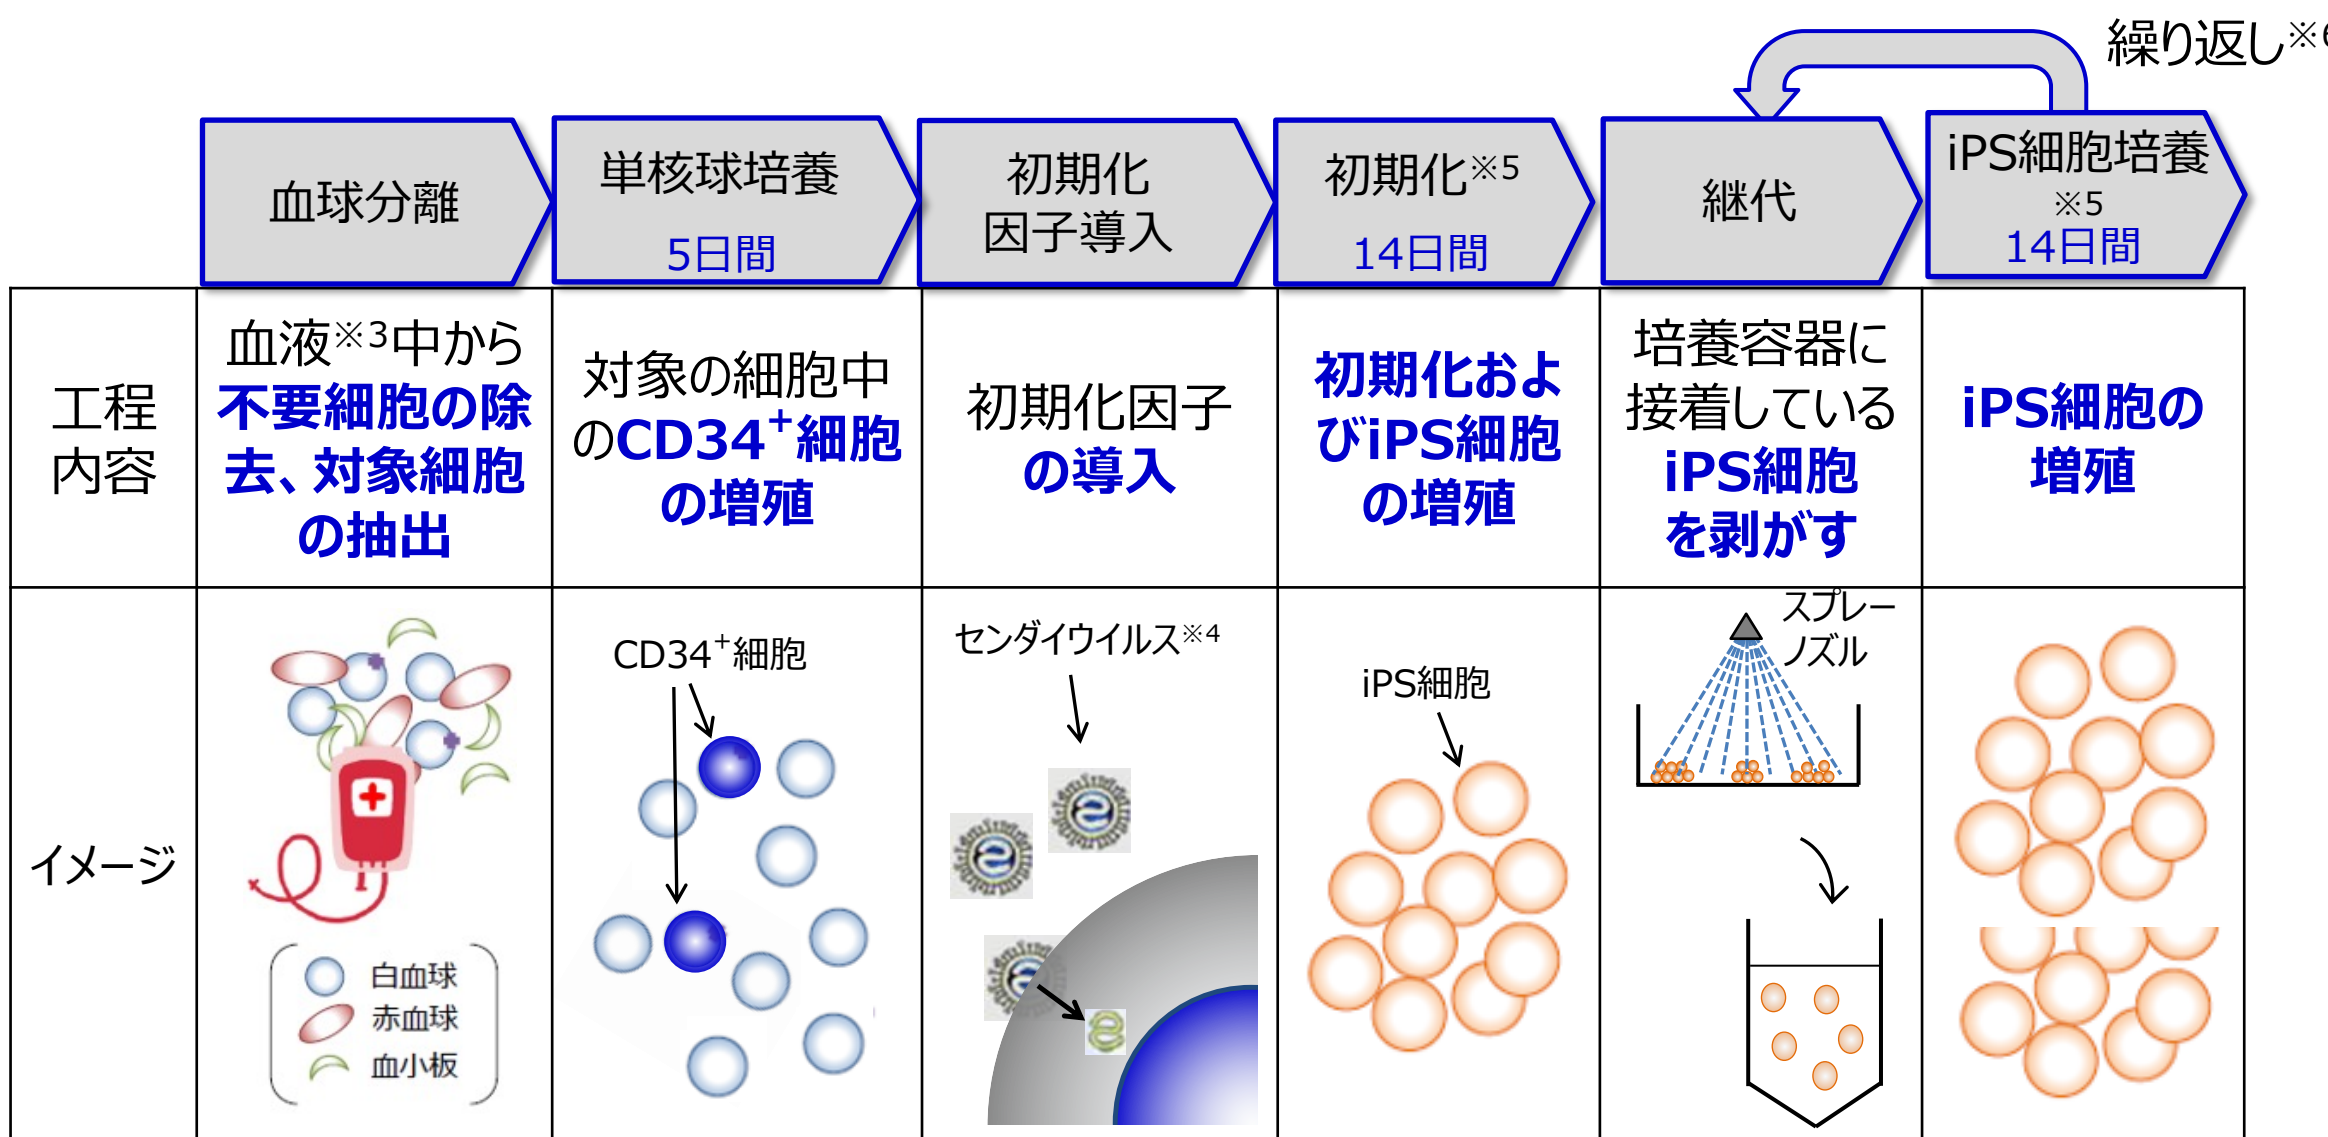 繰り返し※6
血球分離
単核球培養
5日間
初期化
因子導入
初期化※5
14日間
継代
iPS細胞培養
※5
14日間
工程
内容
血液※3中から
不要細胞の除
去、対象細胞
の抽出
対象の細胞中
のCD34+細胞
の増殖
初期化因子
の導入
初期化およ
びiPS細胞
の増殖
培養容器に
接着している
iPS細胞
を剥がす
iPS細胞の
増殖
イメージ
白血球
赤血球
血小板
CD34+細胞
センダイウイルス※4
iPS細胞
スプレー
ノズル